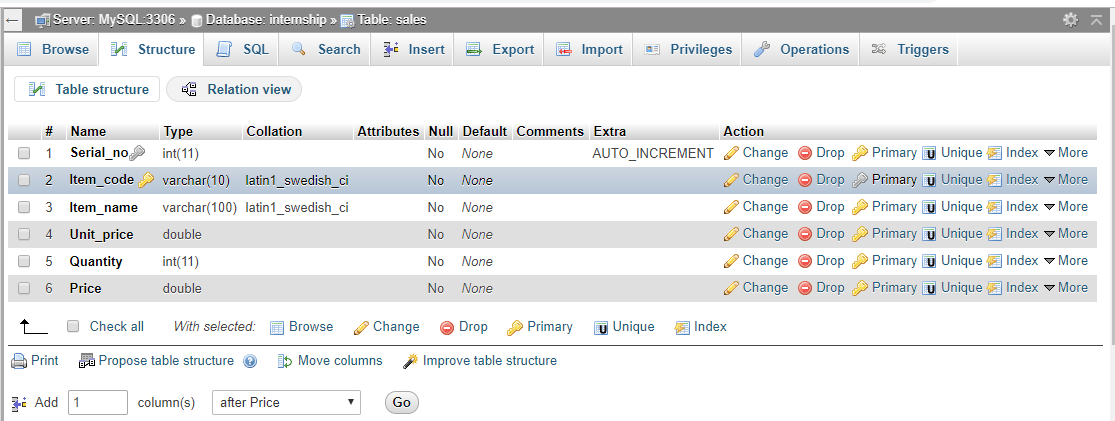 Server: MySQL:3306 » Database: internship » Table: sales
Browse Structure SQL Search Insert Export Import Privileges Operations Triggers
Table structure Relation view
# Name Type Collation Attributes Null Default Comments Extra Action
1 Serial_no int(11) No None AUTO_INCREMENT Change Drop Primary Unique Index More
2 Item_code varchar(10) latin1_swedish_ci No None Change Drop Primary Unique Index More
3 Item_name varchar(100) latin1_swedish_ci No None Change Drop Primary Unique Index More
4 Unit_price double No None Change Drop Primary Unique Index More
5 Quantity int(11) No None Change Drop Primary Unique Index More
6 Price double No None Change Drop Primary Unique Index More
Check all With selected: Browse Change Drop Primary Unique Index
Print Propose table structure Move columns Improve table structure
Add 1 column(s) after Price Go